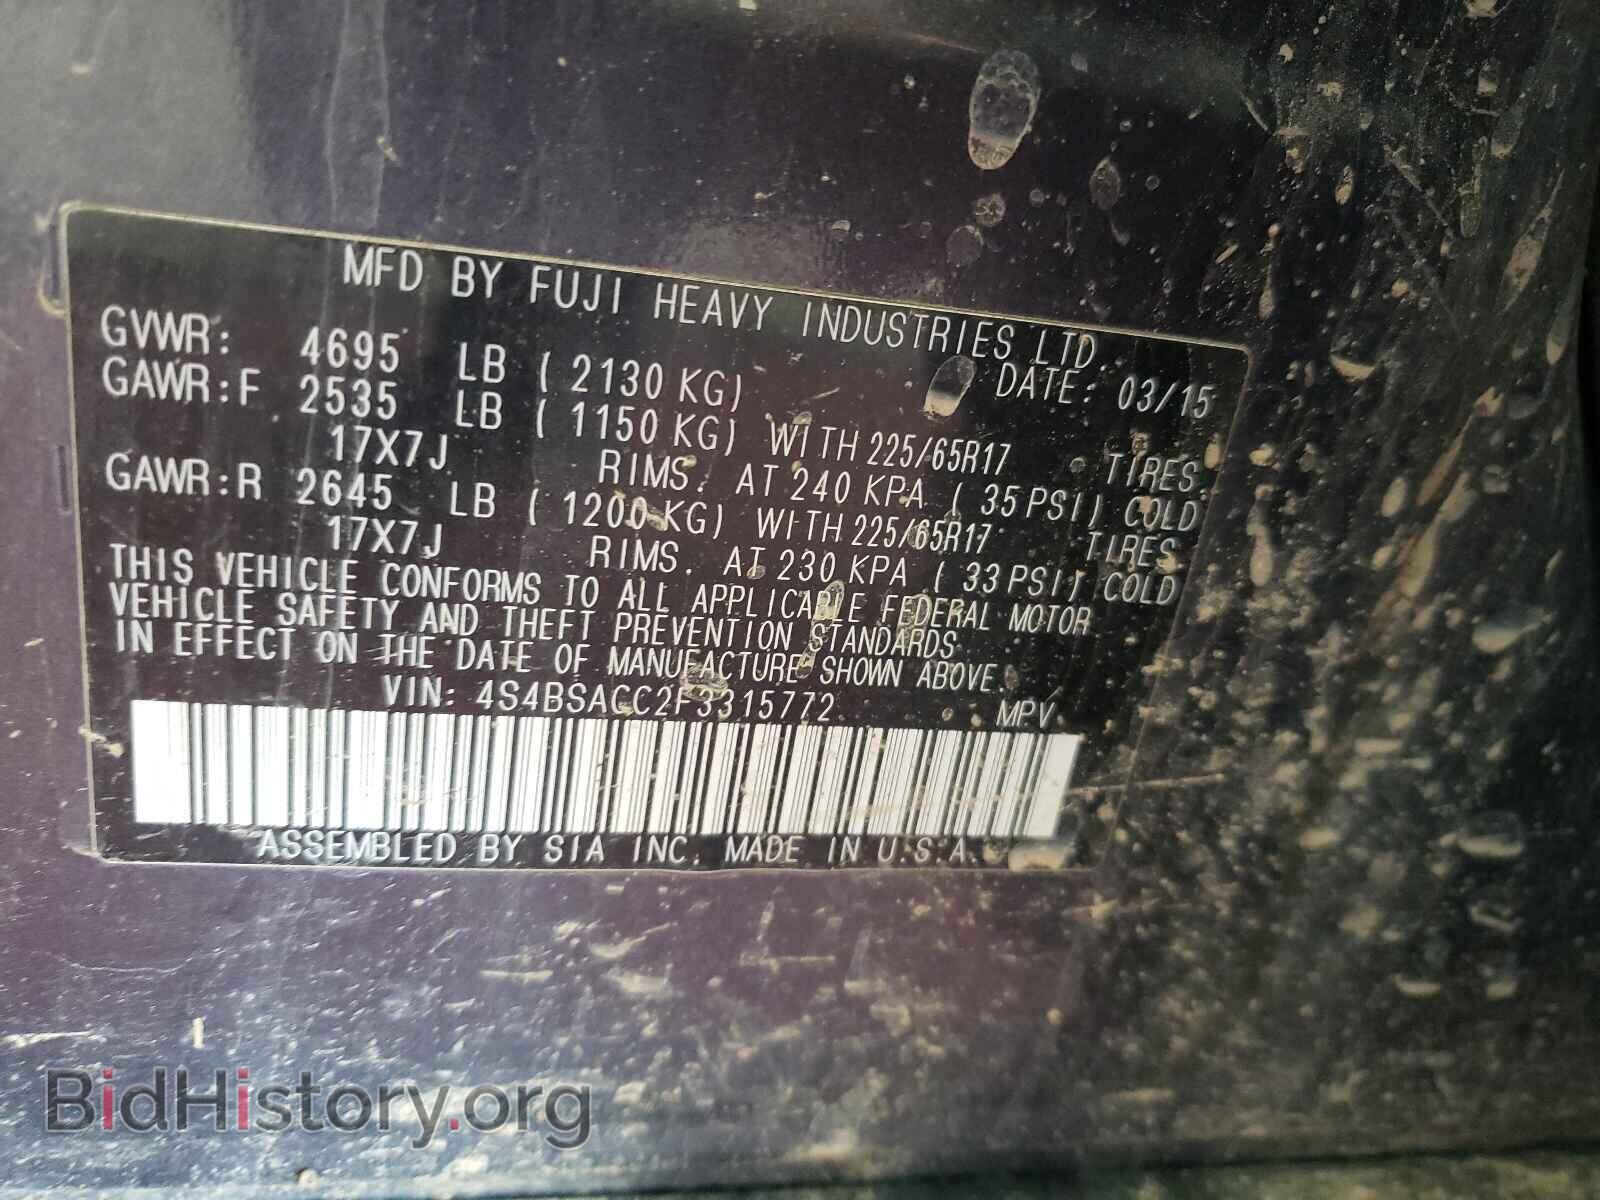 MFD BY FUJI HEAVY INDUSTRIES LTD.
GVWR: 4695 LB ( 2130 KG) DATE: 03/15
GAWR:F 2535 LB ( 1150 KG) WITH 225/65R17 TIRES.
17X7J RIMS. AT 240 KPA ( 35 PSI) COLD
GAWR:R 2645 LB ( 1200 KG) WITH 225/65R17 TIRES.
17X7J RIMS. AT 230 KPA ( 33 PSI) COLD
THIS VEHICLE CONFORMS TO ALL APPLICABLE FEDERAL MOTOR
VEHICLE SAFETY AND THEFT PREVENTION STANDARDS
IN EFFECT ON THE DATE OF MANUFACTURE SHOWN ABOVE.
VIN: 4S4BSACC2F3315772 MPV
ASSEMBLED BY SIA INC. MADE IN U.S.A.
BidHistory.org